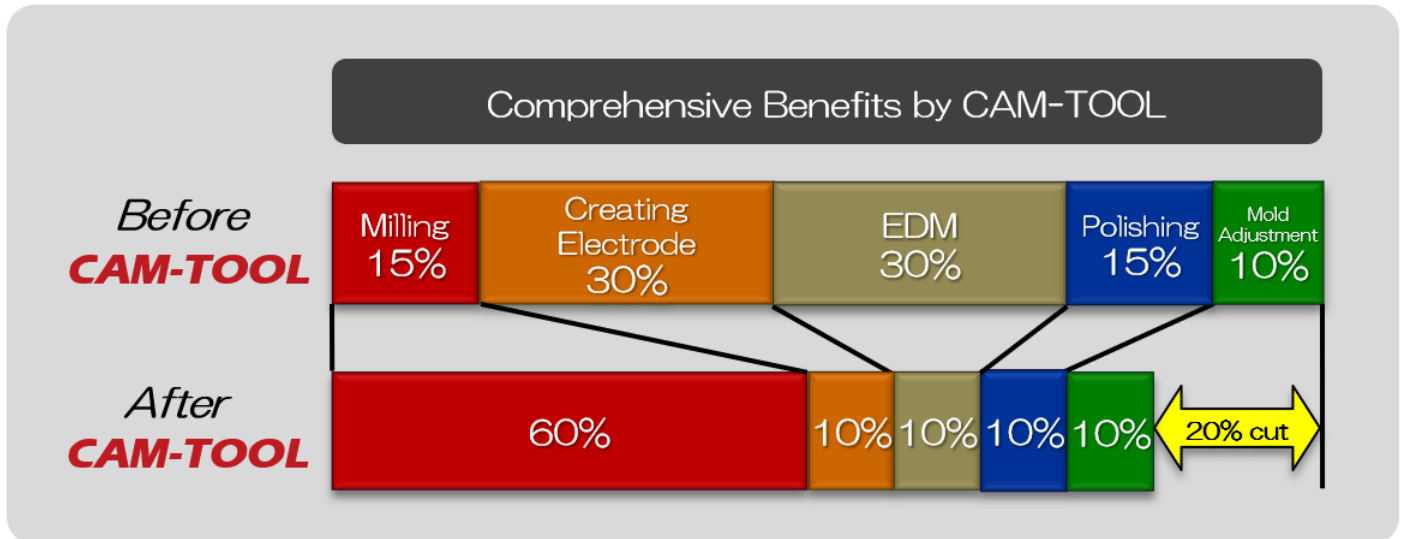 Comprehensive Benefits by CAM-TOOL
Before
CAM-TOOL
Milling
15%
Creating
Electrode
30%
EDM
30%
Polishing
15%
Mold
Adjustment
10%
After
CAM-TOOL
60%
10%
10%
10%
10%
20% cut